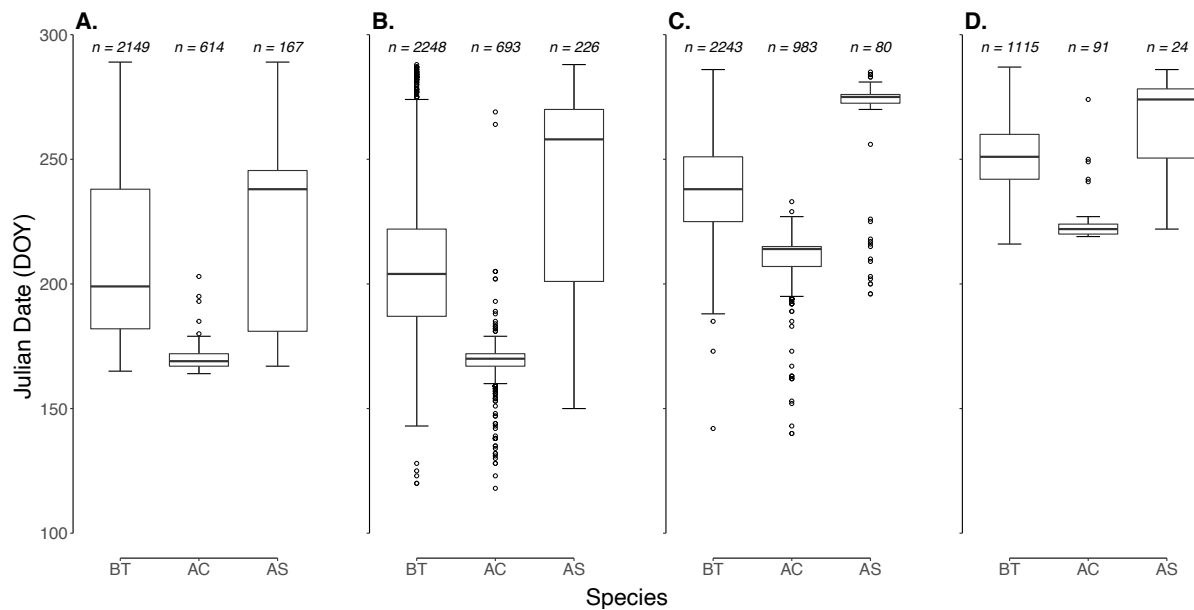 A. B. C. D.
n = 2149 n = 614 n = 167 n = 2248 n = 693 n = 226 n = 2243 n = 983 n = 80 n = 1115 n = 91 n = 24
300
250
200
150
100
Julian Date (DOY)
BT AC AS BT AC AS BT AC AS BT AC AS
Species